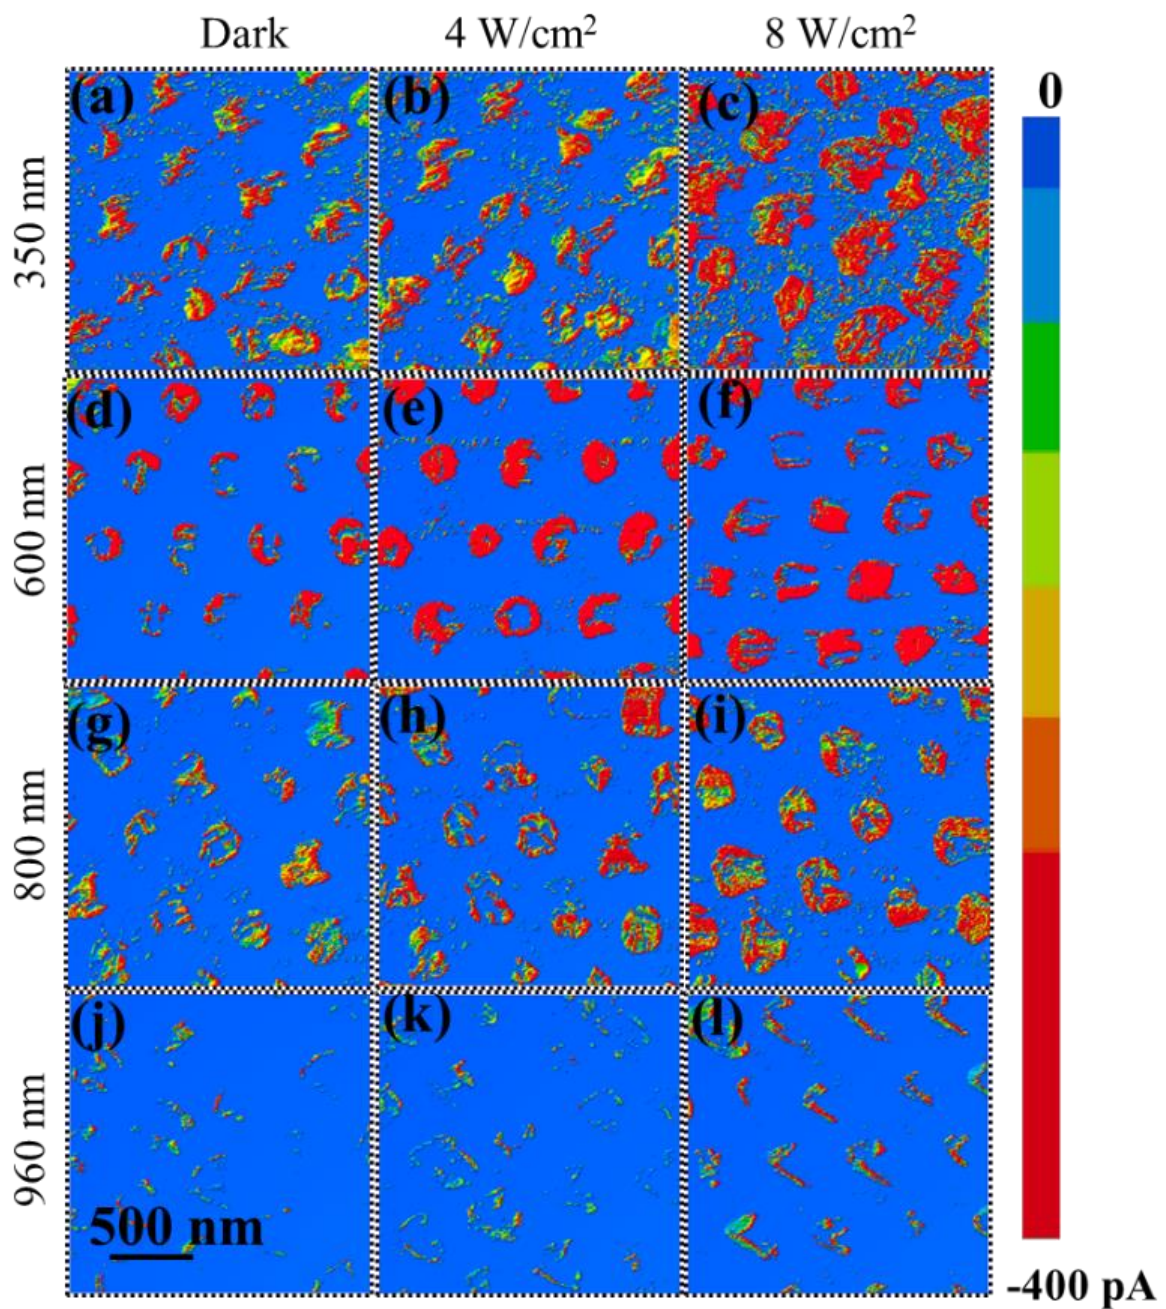 Dark 4 W/cm² 8 W/cm²
0
350 nm (a) (b) (c)
600 nm (d) (e) (f)
800 nm (g) (h) (i)
960 nm (j) (k) (l)
500 nm
-400 pA